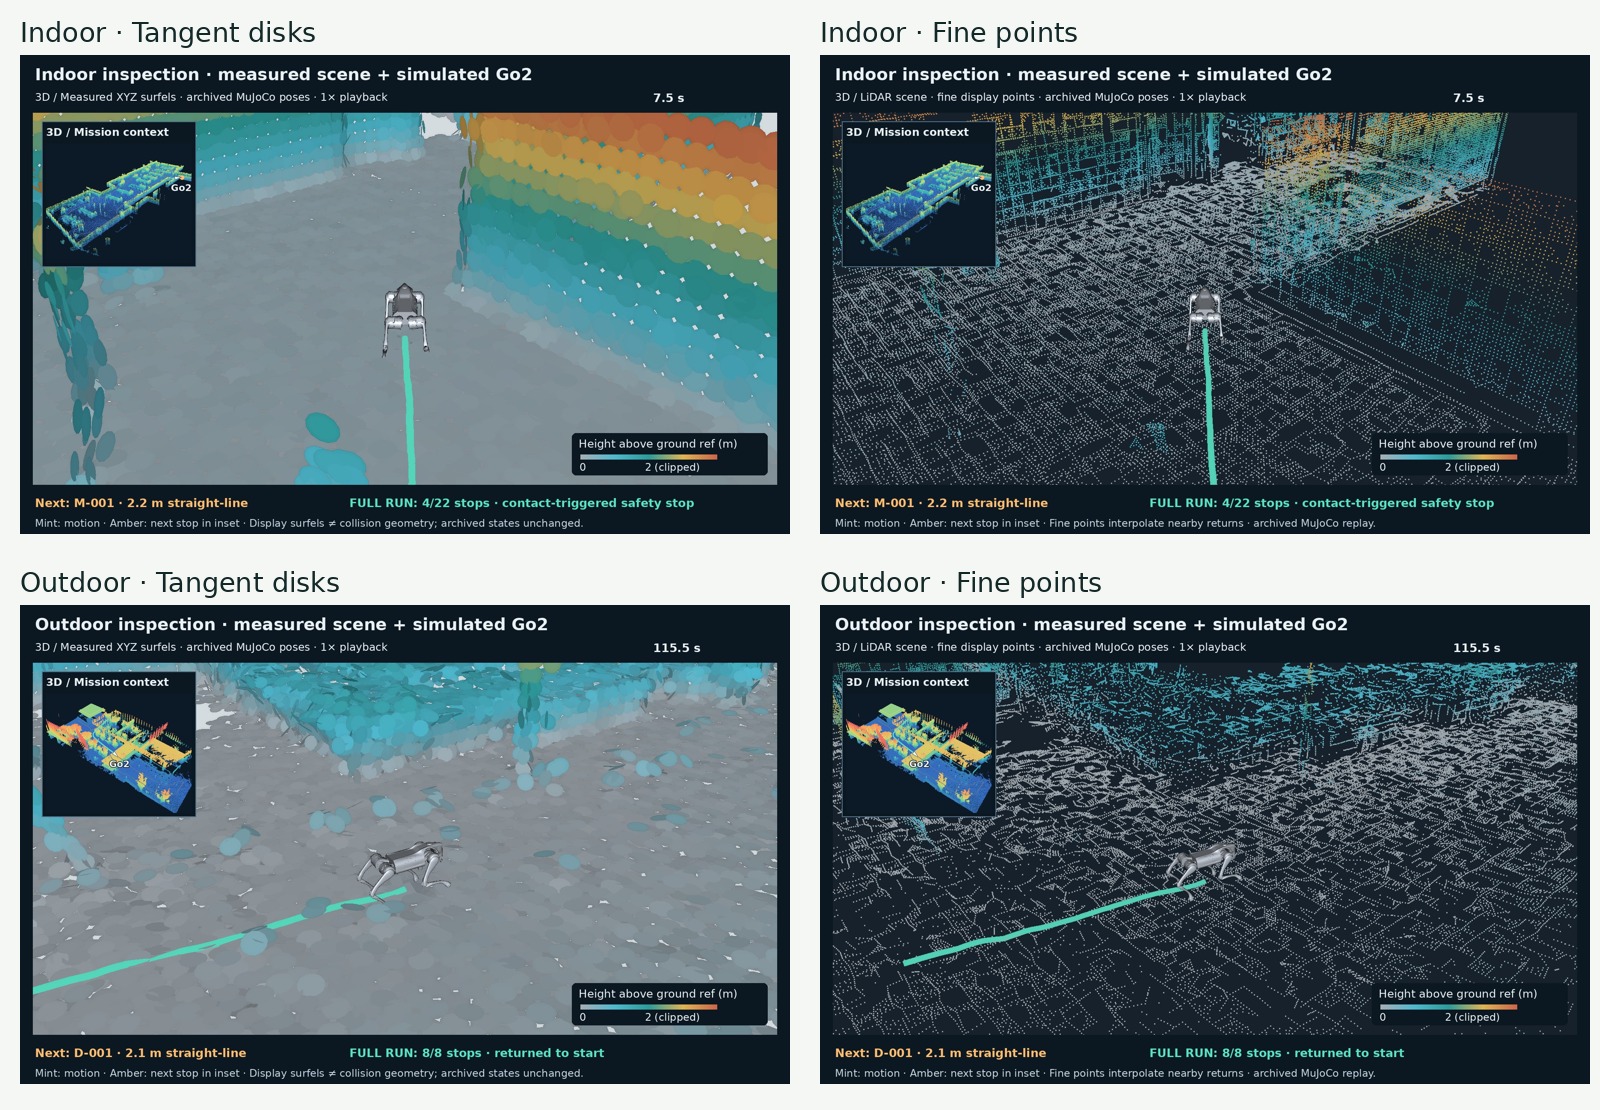 Indoor · Tangent disks
Indoor inspection · measured scene + simulated Go2
3D / Measured XYZ surfels · archived MuJoCo poses · 1× playback
7.5 s
3D / Mission context
Go2
Height above ground ref (m)
0 2 (clipped)
Next: M-001 · 2.2 m straight-line
FULL RUN: 4/22 stops · contact-triggered safety stop
Mint: motion · Amber: next stop in inset · Display surfels ≠ collision geometry; archived states unchanged.
Indoor · Fine points
Indoor inspection · measured scene + simulated Go2
3D / LiDAR scene · fine display points · archived MuJoCo poses · 1× playback
7.5 s
3D / Mission context
Go2
Height above ground ref (m)
0 2 (clipped)
Next: M-001 · 2.2 m straight-line
FULL RUN: 4/22 stops · contact-triggered safety stop
Mint: motion · Amber: next stop in inset · Fine points interpolate nearby returns · archived MuJoCo replay.
Outdoor · Tangent disks
Outdoor inspection · measured scene + simulated Go2
3D / Measured XYZ surfels · archived MuJoCo poses · 1× playback
115.5 s
3D / Mission context
Go2
Height above ground ref (m)
0 2 (clipped)
Next: D-001 · 2.1 m straight-line
FULL RUN: 8/8 stops · returned to start
Mint: motion · Amber: next stop in inset · Display surfels ≠ collision geometry; archived states unchanged.
Outdoor · Fine points
Outdoor inspection · measured scene + simulated Go2
3D / LiDAR scene · fine display points · archived MuJoCo poses · 1× playback
115.5 s
3D / Mission context
Go2
Height above ground ref (m)
0 2 (clipped)
Next: D-001 · 2.1 m straight-line
FULL RUN: 8/8 stops · returned to start
Mint: motion · Amber: next stop in inset · Fine points interpolate nearby returns · archived MuJoCo replay.